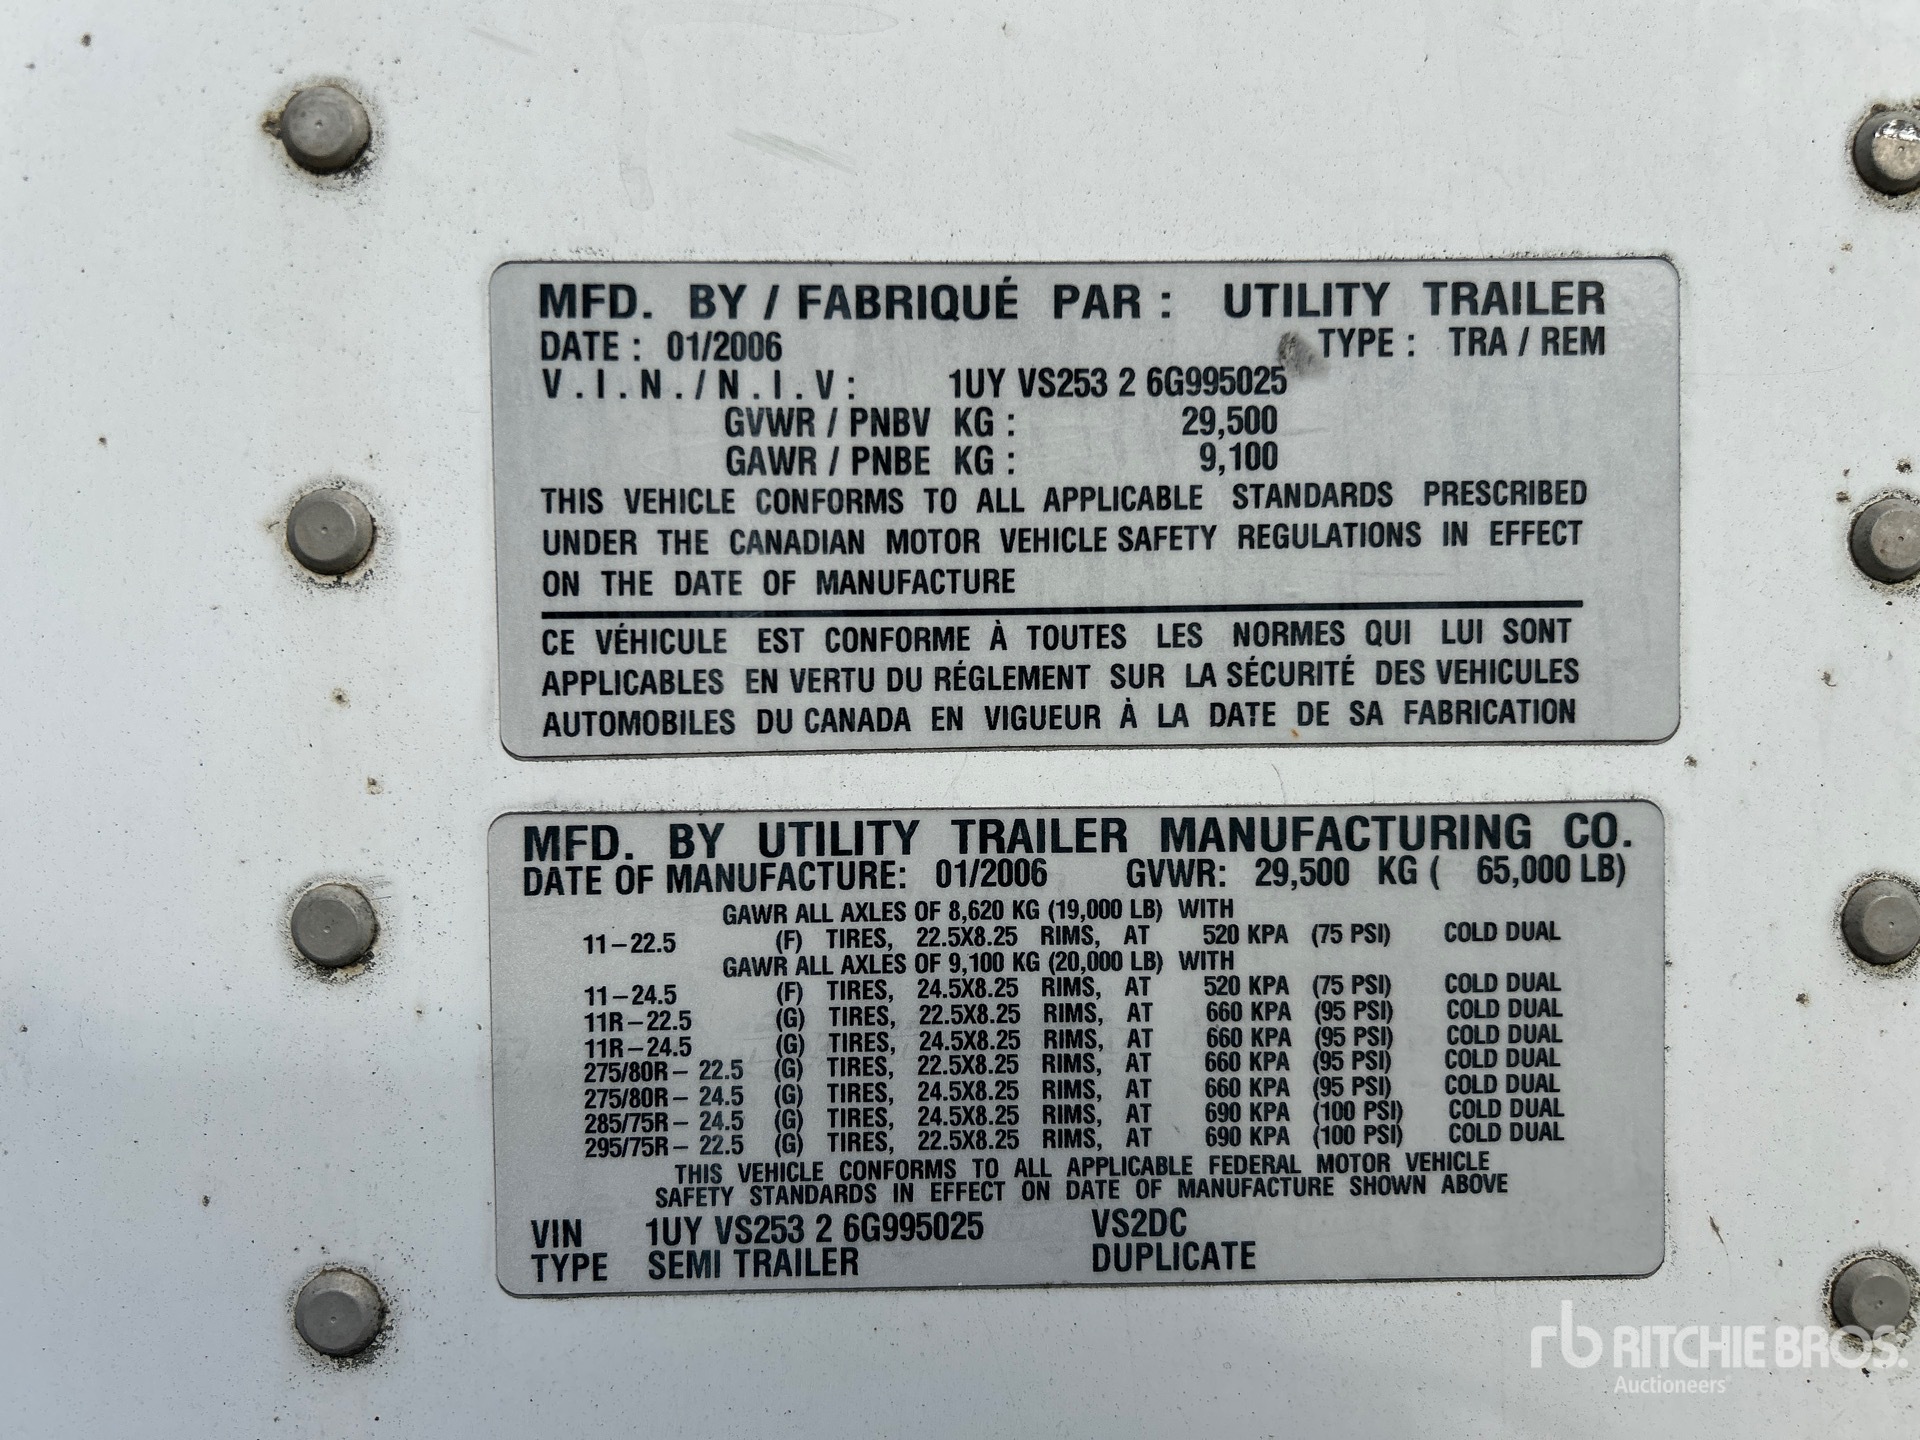 MFD. BY / FABRIQUÉ PAR : UTILITY TRAILER
DATE : 01/2006 TYPE : TRA / REM
V.I.N./N.I.V: 1UY VS253 2 6G995025
GVWR / PNBV KG : 29,500
GAWR / PNBE KG : 9,100
THIS VEHICLE CONFORMS TO ALL APPLICABLE STANDARDS PRESCRIBED
UNDER THE CANADIAN MOTOR VEHICLE SAFETY REGULATIONS IN EFFECT
ON THE DATE OF MANUFACTURE
CE VÉHICULE EST CONFORME À TOUTES LES NORMES QUI LUI SONT
APPLICABLES EN VERTU DU RÉGLEMENT SUR LA SÉCURITÉ DES VEHICULES
AUTOMOBILES DU CANADA EN VIGUEUR À LA DATE DE SA FABRICATION
MFD. BY UTILITY TRAILER MANUFACTURING CO.
DATE OF MANUFACTURE: 01/2006 GVWR: 29,500 KG ( 65,000 LB)
GAWR ALL AXLES OF 8,620 KG (19,000 LB) WITH
11-22.5 (F) TIRES, 22.5X8.25 RIMS, AT 520 KPA (75 PSI) COLD DUAL
GAWR ALL AXLES OF 9,100 KG (20,000 LB) WITH
11-24.5 (F) TIRES, 24.5X8.25 RIMS, AT 520 KPA (75 PSI) COLD DUAL
11R-22.5 (G) TIRES, 22.5X8.25 RIMS, AT 660 KPA (95 PSI) COLD DUAL
11R-24.5 (G) TIRES, 24.5X8.25 RIMS, AT 660 KPA (95 PSI) COLD DUAL
275/80R- 22.5 (G) TIRES, 22.5X8.25 RIMS, AT 660 KPA (95 PSI) COLD DUAL
275/80R- 24.5 (G) TIRES, 24.5X8.25 RIMS, AT 660 KPA (95 PSI) COLD DUAL
285/75R- 24.5 (G) TIRES, 24.5X8.25 RIMS, AT 690 KPA (100 PSI) COLD DUAL
295/75R- 22.5 (G) TIRES, 22.5X8.25 RIMS, AT 690 KPA (100 PSI) COLD DUAL
THIS VEHICLE CONFORMS TO ALL APPLICABLE FEDERAL MOTOR VEHICLE
SAFETY STANDARDS IN EFFECT ON DATE OF MANUFACTURE SHOWN ABOVE
VIN 1UY VS253 2 6G995025 VS2DC
TYPE SEMI TRAILER DUPLICATE
rb RITCHIE BROS.
Auctioneers